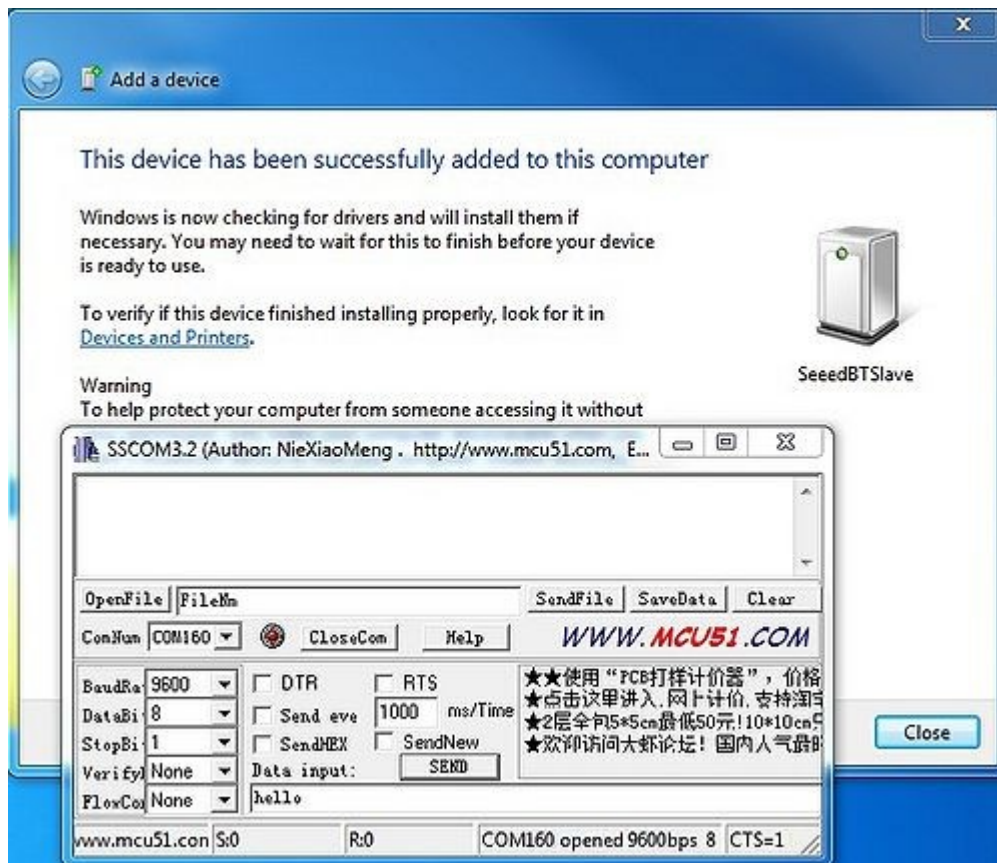 Add a device
This device has been successfully added to this computer
Windows is now checking for drivers and will install them if
necessary. You may need to wait for this to finish before your device
is ready to use.
To verify if this device finished installing properly, look for it in
Devices and Printers.
SeeedBTSlave
Warning
To help protect your computer from someone accessing it without
SSCOM3.2 (Author: NieXiaoMeng . http://www.mcu51.com, E...
OpenFile FileNm SendFile SaveData Clear
ComNum COM160 CloseCom Help WWW.MCU51.COM
BaudRa 9600 DTR RTS
DataBi 8 Send eve 1000 ms/Time
StopBi 1 SendHEX SendNew
VerifyB None Data input: SEND
FlowCon None hello
★★使用“PCB打样计价器”，价格
★点击这里进入.网上计价.支持淘宝
★2层全包5*5cm最低50元!10*10cm
★欢迎访问大虾论坛！国内人气最
Close
www.mcu51.con S:0 R:0 COM160 opened 9600bps 8 CTS=1